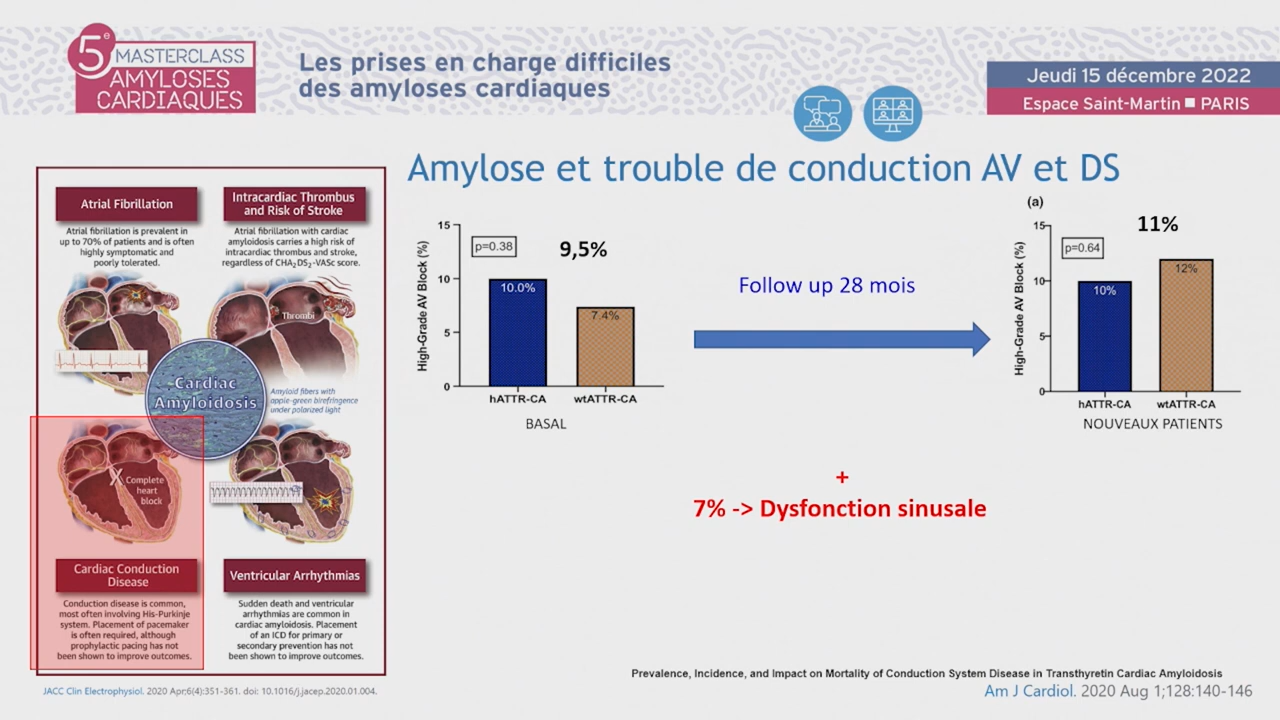 5e MASTERCLASS
AMYLOSES
CARDIAQUES
Les prises en charge difficiles
des amyloses cardiaques
Jeudi 15 décembre 2022
Espace Saint-Martin ■ PARIS
Amylose et trouble de conduction AV et DS
Atrial Fibrillation
Atrial fibrillation is prevalent in
up to 70% of patients and is often
highly symptomatic and
poorly tolerated.
Intracardiac Thrombus
and Risk of Stroke
Atrial fibrillation with cardiac
amyloidosis carries a high risk of
intracardiac thrombus and stroke,
regardless of CHA2DS2-VASc score.
Thrombi
Cardiac
Amyloidosis
Amyloid fibers with
apple-green birefringence
under polarized light
X Complete
heart
block
Cardiac Conduction
Disease
Conduction disease is common,
most often involving His-Purkinje
system. Placement of pacemaker
is often required, although
prophylactic pacing has not
been shown to improve outcomes.
Ventricular Arrhythmias
Sudden death and ventricular
arrhythmias are common in
cardiac amyloidosis. Placement
of an ICD for primary or
secondary prevention has not
been shown to improve outcomes.
JACC Clin Electrophysiol. 2020 Apr;6(4):351-361. doi: 10.1016/j.jacep.2020.01.004.
High-Grade AV Block (%)
15
10
5
0
p=0.38
9,5%
10.0%
7.4%
hATTR-CA
wtATTR-CA
BASAL
Follow up 28 mois
(a)
High-Grade AV Block (%)
15
10
5
0
p=0.64
11%
10%
12%
hATTR-CA
wtATTR-CA
NOUVEAUX PATIENTS
+
7% -> Dysfonction sinusale
Prevalence, Incidence, and Impact on Mortality of Conduction System Disease in Transthyretin Cardiac Amyloidosis
Am J Cardiol. 2020 Aug 1;128:140-146